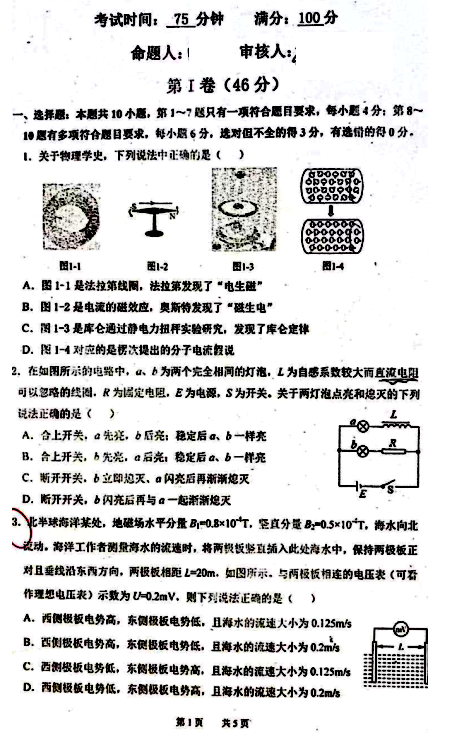 考试时间：75 分钟 满分：100 分
命题人： 审核人：
第 I 卷（46 分）
一、选择题：本题共 10 小题，第 1～7 题只有一项符合题目要求，每小题 4 分；第 8～
10 题有多项符合题目要求，每小题 6 分，选对但不全的得 3 分，有选错的得 0 分。
1．关于物理学史，下列说法中正确的是（ ）
S N
图1-1 图1-2 图1-3 图1-4
A．图 1-1 是法拉第线圈，法拉第发现了“电生磁”
B．图 1-2 是电流的磁效应，奥斯特发现了“磁生电”
C．图 1-3 是库仑通过静电力扭秤实验研究，发现了库仑定律
D．图 1-4 对应的是楞次提出的分子电流假说
2．在如图所示的电路中，a、b 为两个完全相同的灯泡，L 为自感系数较大而直流电阻
可以忽略的线圈，R 为固定电阻，E 为电源，S 为开关。关于两灯泡点亮和熄灭的下列
说法正确的是（ ）
A．合上开关，a 先亮，b 后亮；稳定后 a、b 一样亮
B．合上开关，b 先亮，a 后亮；稳定后 a、b 一样亮
C．断开开关，b 立即熄灭、a 闪亮后再渐渐熄灭
D．断开开关，b 闪亮后再与 a 一起渐渐熄灭
a L
b R
E S
3．北半球海洋某处，地磁场水平分量 B₁=0.8×10⁻⁴T，竖直分量 B₂=0.5×10⁻⁴T，海水向北
流动。海洋工作者测量海水的流速时，将两极板竖直插入此处海水中，保持两极板正
对且垂线沿东西方向，两极板相距 L=20m，如图所示。与两极板相连的电压表（可看
作理想电压表）示数为 U=0.2mV，则下列说法正确的是（ ）
A．西侧极板电势高，东侧极板电势低，且海水的流速大小为 0.125m/s
B．西侧极板电势高，东侧极板电势低，且海水的流速大小为 0.2m/s
C．西侧极板电势低，东侧极板电势高，且海水的流速大小为 0.125m/s
D．西侧极板电势低，东侧极板电势高，且海水的流速大小为 0.2m/s
mV
L
第 1 页 共 5 页